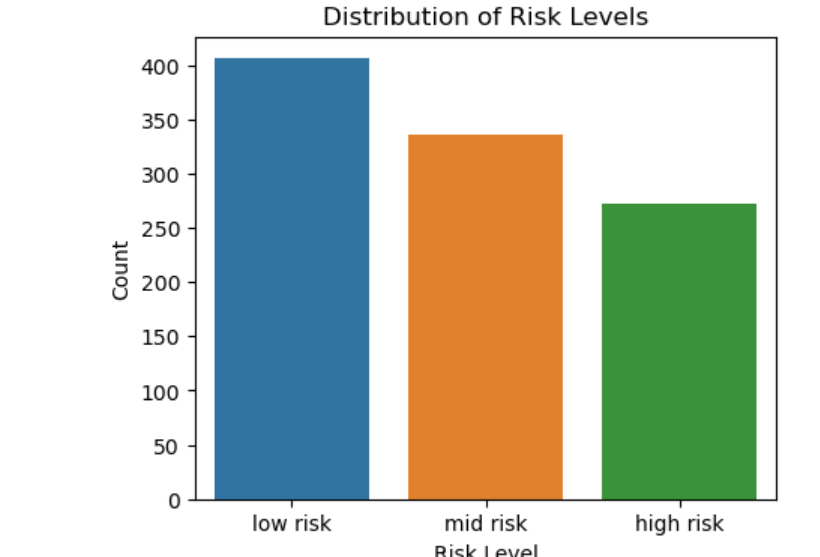 Distribution of Risk Levels
400
350
300
250
200
150
100
50
0
Count
low risk mid risk high risk
Risk Level